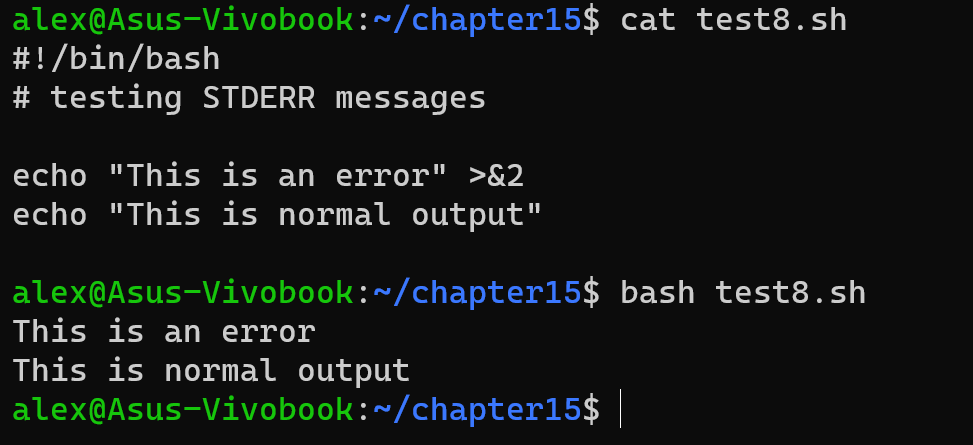 alex@Asus-Vivobook:~/chapter15$ cat test8.sh
#!/bin/bash
# testing STDERR messages
echo "This is an error" >&2
echo "This is normal output"
alex@Asus-Vivobook:~/chapter15$ bash test8.sh
This is an error
This is normal output
alex@Asus-Vivobook:~/chapter15$